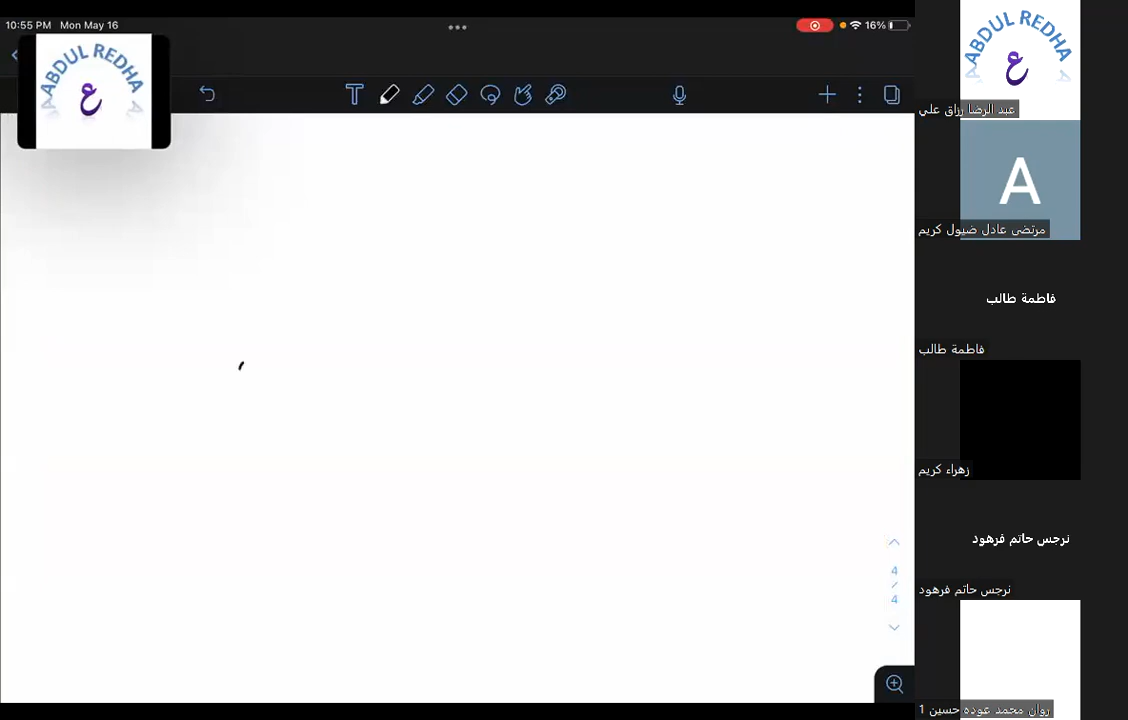 10:55 PM Mon May 16
16%
ABDUL REDHA
ع
T
4
4
ABDUL REDHA
ع
عبد الرضا رزاق علي
A
مرتضى عادل ضيول كريم
فاطمة طالب
فاطمة طالب
زهراء كريم
نرجس حاتم فرهود
نرجس حاتم فرهود
روان محمد عوده حسين 1